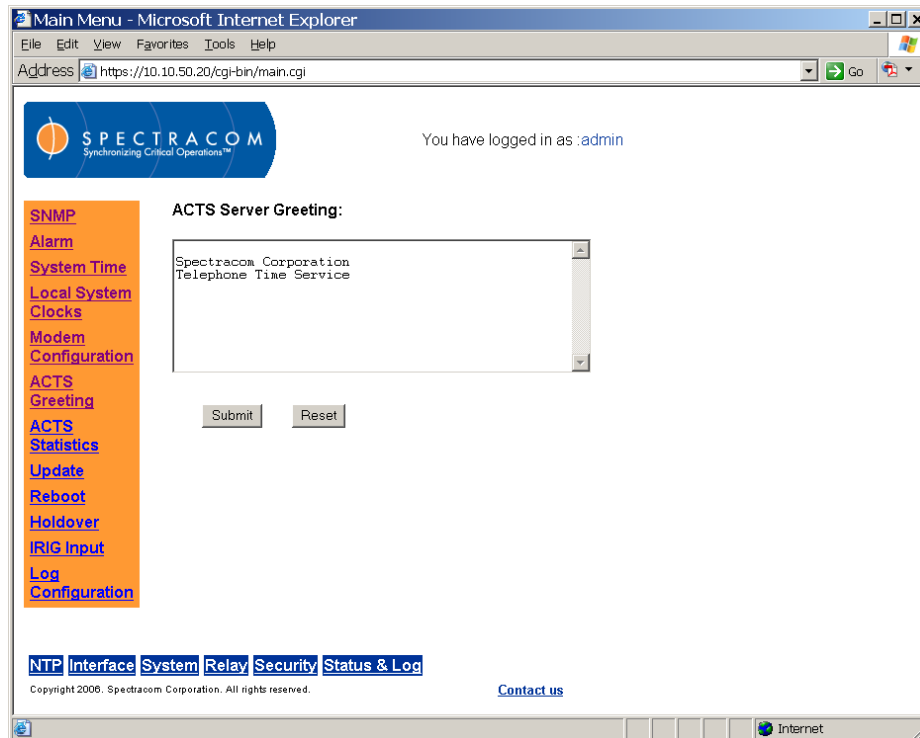 Main Menu - Microsoft Internet Explorer
File Edit View Favorites Tools Help
Address https://10.10.50.20/cgi-bin/main.cgi Go
SPECTRACOM
Synchronizing Critical Operations™
You have logged in as :admin
ACTS Server Greeting:
Spectracom Corporation
Telephone Time Service
Submit Reset
SNMP
Alarm
System Time
Local System
Clocks
Modem
Configuration
ACTS
Greeting
ACTS
Statistics
Update
Reboot
Holdover
IRIG Input
Log
Configuration
NTP Interface System Relay Security Status & Log
Copyright 2006. Spectracom Corporation. All rights reserved.
Contact us
Internet